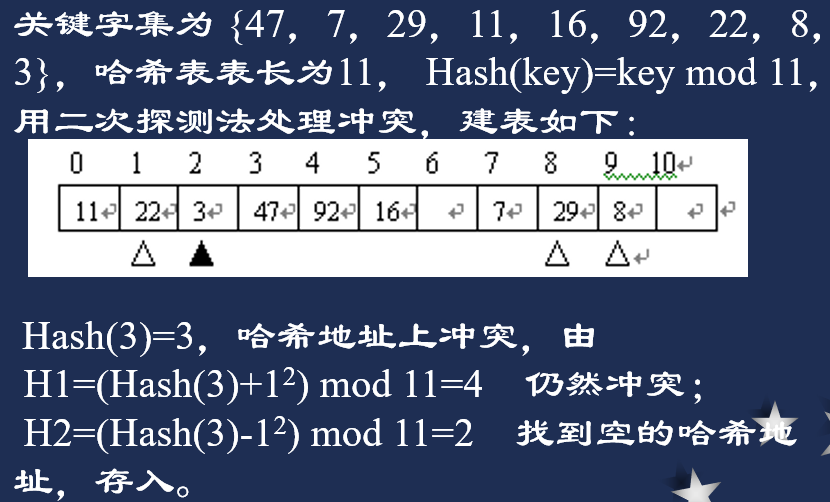 关键字集为 {47, 7, 29, 11, 16, 92, 22, 8,
3}, 哈希表表长为11, Hash(key)=key mod 11,
用二次探测法处理冲突, 建表如下:
0 1 2 3 4 5 6 7 8 9 10↵
11↵ 22↵ 3↵ 47↵ 92↵ 16↵ ↵ 7↵ 29↵ 8↵ ↵ ↵
△ ▲ △ △↵
Hash(3)=3, 哈希地址上冲突, 由
H1=(Hash(3)+1²) mod 11=4 仍然冲突;
H2=(Hash(3)-1²) mod 11=2 找到空的哈希地
址, 存入。